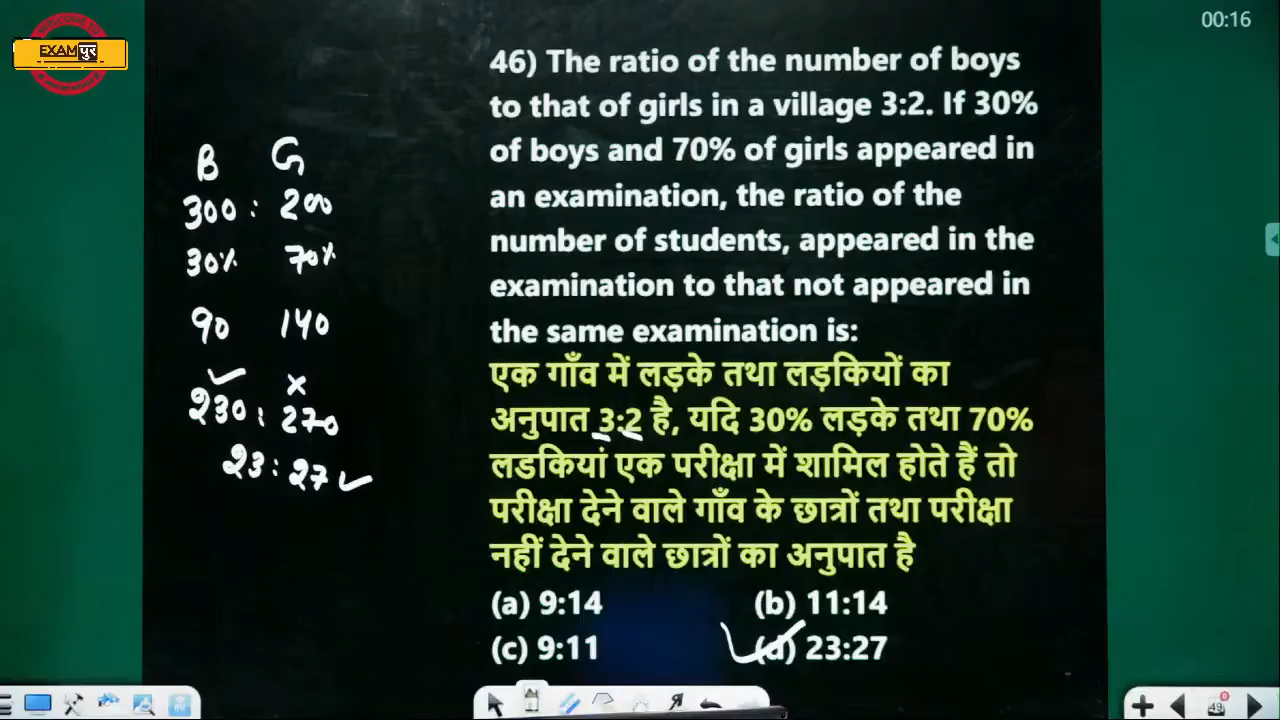 00:16
WELCOME TO
EXAMपुर
46) The ratio of the number of boys
to that of girls in a village 3:2. If 30%
of boys and 70% of girls appeared in
an examination, the ratio of the
number of students, appeared in the
examination to that not appeared in
the same examination is:
एक गाँव में लड़के तथा लड़कियों का
अनुपात 3:2 है, यदि 30% लड़के तथा 70%
लडकियां एक परीक्षा में शामिल होते हैं तो
परीक्षा देने वाले गाँव के छात्रों तथा परीक्षा
नहीं देने वाले छात्रों का अनुपात है
(a) 9:14 (b) 11:14
(c) 9:11 (d) 23:27
B G
300 : 200
30% 70%
90 140
✓ ×
230 : 270
23 : 27 ✓
49